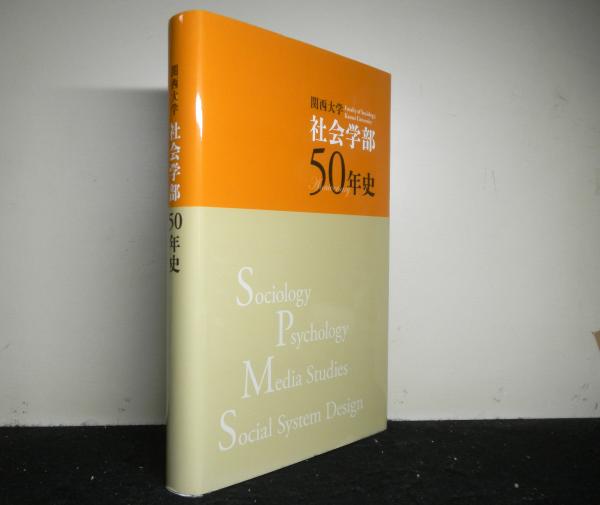 関西大学
社会学部
50年史
関西大学 Faculty of Sociology,
Kansai University
社会学部
50年史
Sociology
Psychology
Media Studies
Social System Design